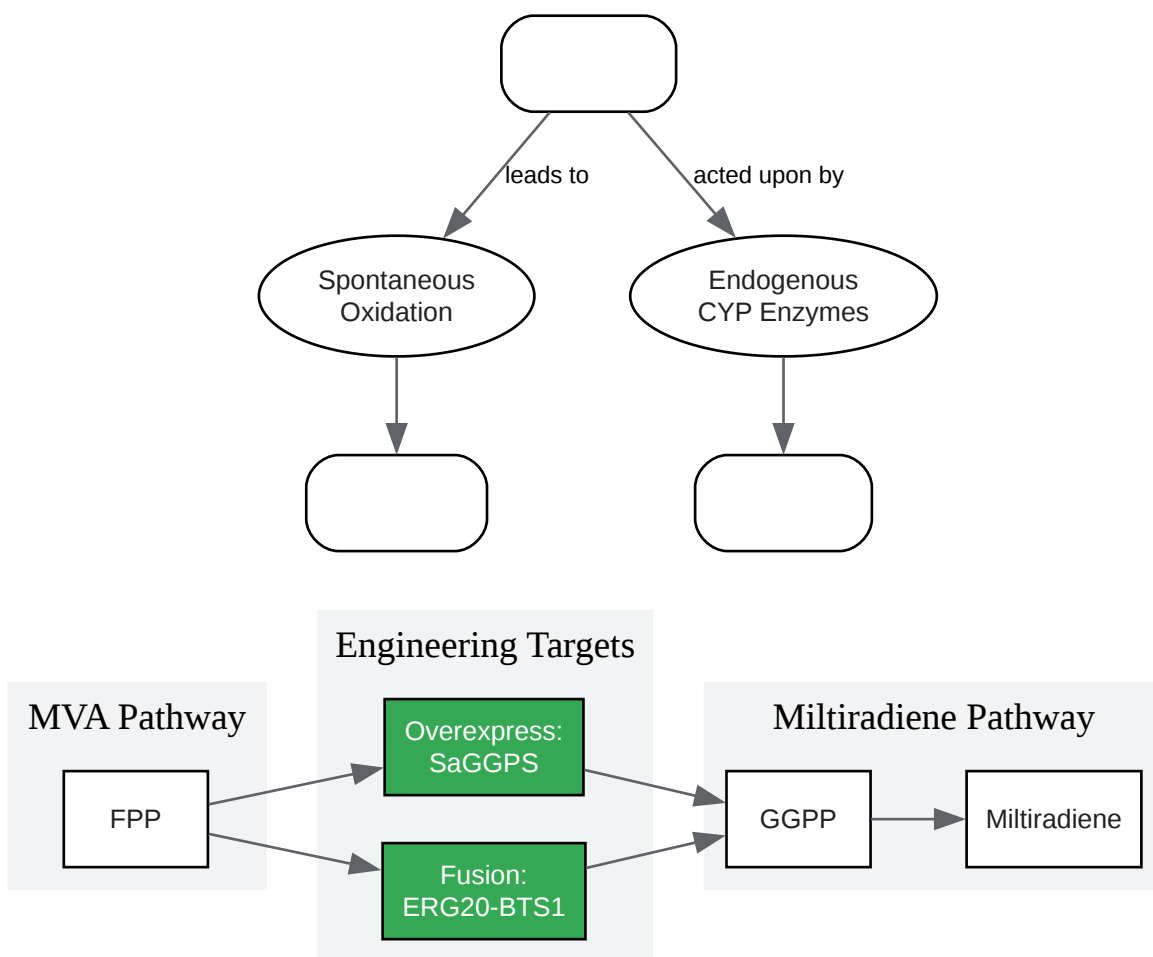 leads to
acted upon by
Spontaneous
Oxidation
Endogenous
CYP Enzymes
Engineering Targets
MVA Pathway
Miltiradiene Pathway
Overexpress:
SaGGPS
FPP
GGPP
Miltiradiene
Fusion:
ERG20-BTS1